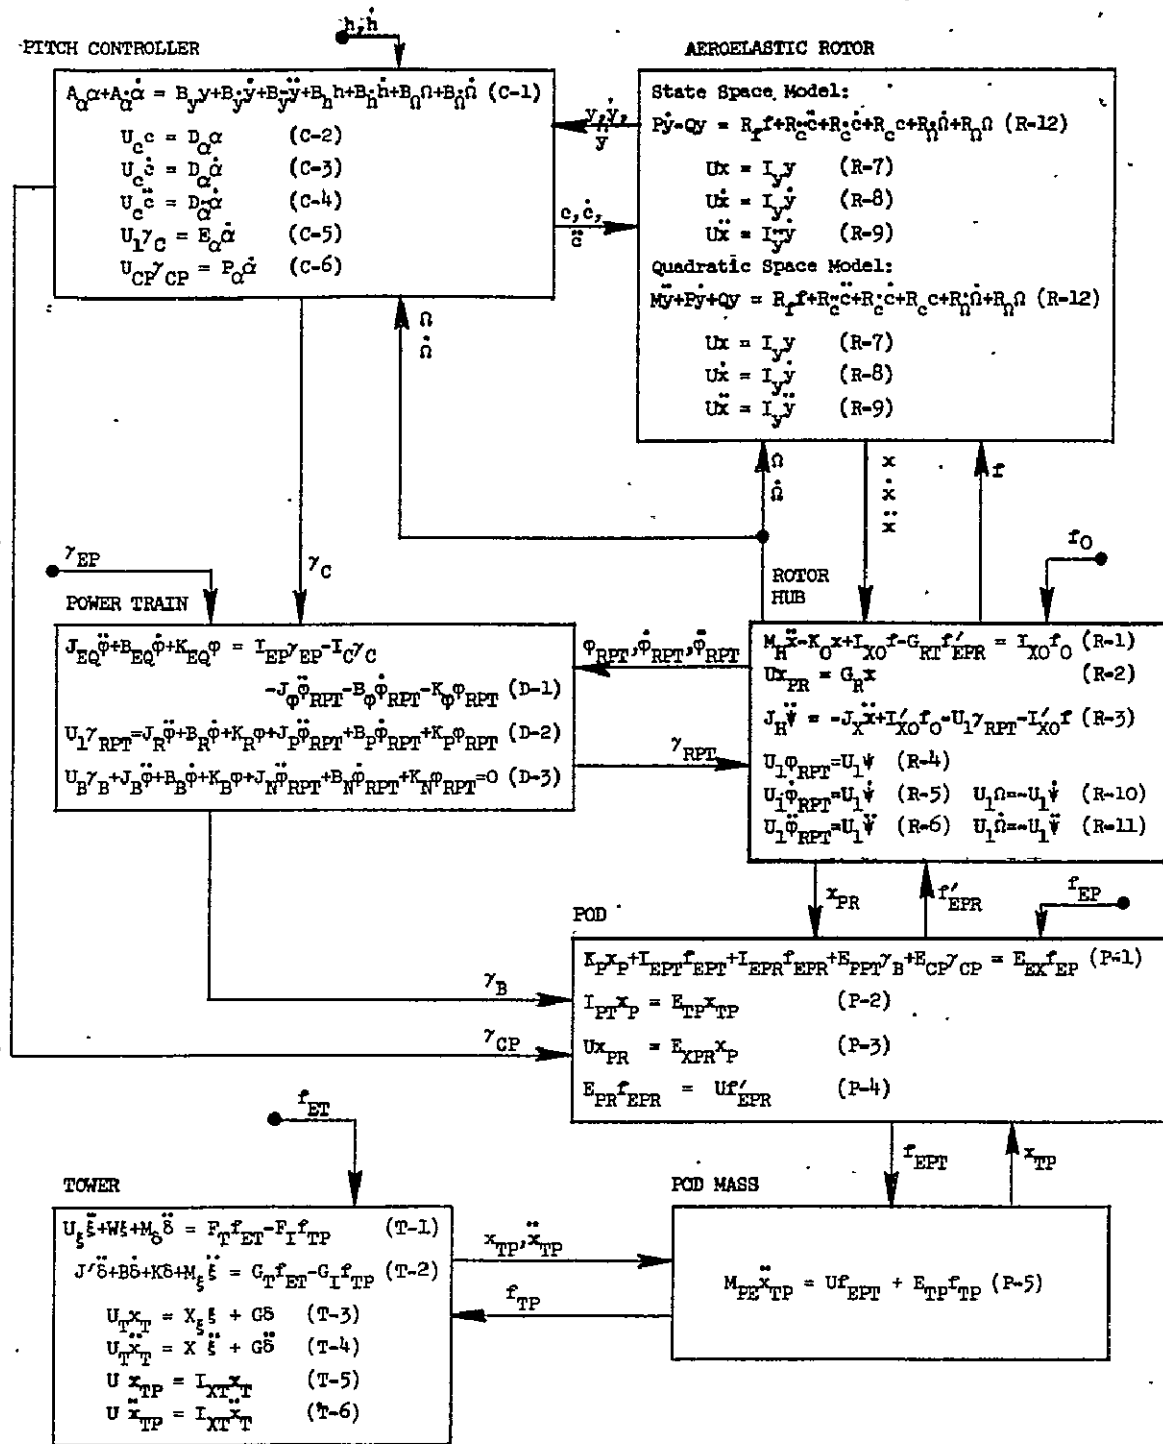 h,ḣ
PITCH CONTROLLER
A_α α+A_α̇ α̇ = B_y y+B_ẏ ẏ+B_ÿ ÿ+B_h h+B_ḣ ḣ+B_Ω Ω+B_Ω̇ Ω̇ (C-1)
U_c c = D_α α (C-2)
U_c ċ = D_α α̇ (C-3)
U_c c̈ = D_α̇ α̇ (C-4)
U_1 γ_C = E_α α̇ (C-5)
U_CP γ_CP = P_α α̇ (C-6)
y,ẏ,
ÿ
c,ċ,
c̈
AEROELASTIC ROTOR
State Space Model:
Pẏ-Qy = R_f f+R_c̈ c̈+R_ċ ċ+R_c c+R_Ω̇ Ω̇+R_Ω Ω (R-12)
Ux = I_y y (R-7)
Uẋ = I_y ẏ (R-8)
Uẍ = I_ẏ ẏ (R-9)
Quadratic Space Model:
Mÿ+Pẏ+Qy = R_f f+R_c̈ c̈+R_ċ ċ+R_c c+R_Ω̇ Ω̇+R_Ω Ω (R-12)
Ux = I_y y (R-7)
Uẋ = I_y ẏ (R-8)
Uẍ = I_y ÿ (R-9)
Ω
Ω̇
Ω
Ω̇
x
ẋ
ẍ
f
f_O
γ_EP
γ_C
POWER TRAIN
J_EQ φ̈+B_EQ φ̇+K_EQ φ = I_EP γ_EP-I_C γ_C
-J_φ φ̈_RPT-B_φ φ̇_RPT-K_φ φ_RPT (D-1)
U_1 γ_RPT=J_R φ̈+B_R φ̇+K_R φ+J_P φ̈_RPT+B_P φ̇_RPT+K_P φ_RPT (D-2)
U_B γ_B+J_B φ̈+B_B φ̇+K_B φ+J_N φ̈_RPT+B_N φ̇_RPT+K_N φ_RPT=0 (D-3)
φ_RPT,φ̇_RPT,φ̈_RPT
γ_RPT
ROTOR
HUB
M_H ẍ-K_O x+I_XO f-G_RT f'_EPR = I_XO f_O (R-1)
Ux_PR = G_R x (R-2)
J_H ψ̈ = -J_X ẍ+I'_XO f_O-U_1 γ_RPT-I'_XO f (R-3)
U_1 φ_RPT=U_1 ψ (R-4)
U_1 φ̇_RPT=U_1 ψ̇ (R-5) U_1 Ω=-U_1 ψ̇ (R-10)
U_1 φ̈_RPT=U_1 ψ̈ (R-6) U_1 Ω̇=-U_1 ψ̈ (R-11)
x_PR
f'_EPR
f_EP
POD
K_P x_P+I_EPT f_EPT+I_EPR f_EPR+E_PPT γ_B+E_CP γ_CP = E_EX f_EP (P-1)
I_PT x_P = E_TP x_TP (P-2)
Ux_PR = E_XPR x_P (P-3)
E_PR f_EPR = Uf'_EPR (P-4)
γ_B
γ_CP
f_ET
f_EPT
x_TP
TOWER
U_ξ ξ̈+Wξ+M_δ δ̈ = F_T f_ET-F_I f_TP (T-1)
J'δ̈+Bδ̇+Kδ+M_ξ ξ̈ = G_T f_ET-G_I f_TP (T-2)
U_T x_T = X_ξ ξ + Gδ (T-3)
U_T ẍ_T = X ξ̈ + Gδ̈ (T-4)
U x_TP = I_XT x_T (T-5)
U ẍ_TP = I_XT ẍ_T (T-6)
x_TP,ẍ_TP
f_TP
POD MASS
M_PE ẍ_TP = Uf_EPT + E_TP f_TP (P-5)